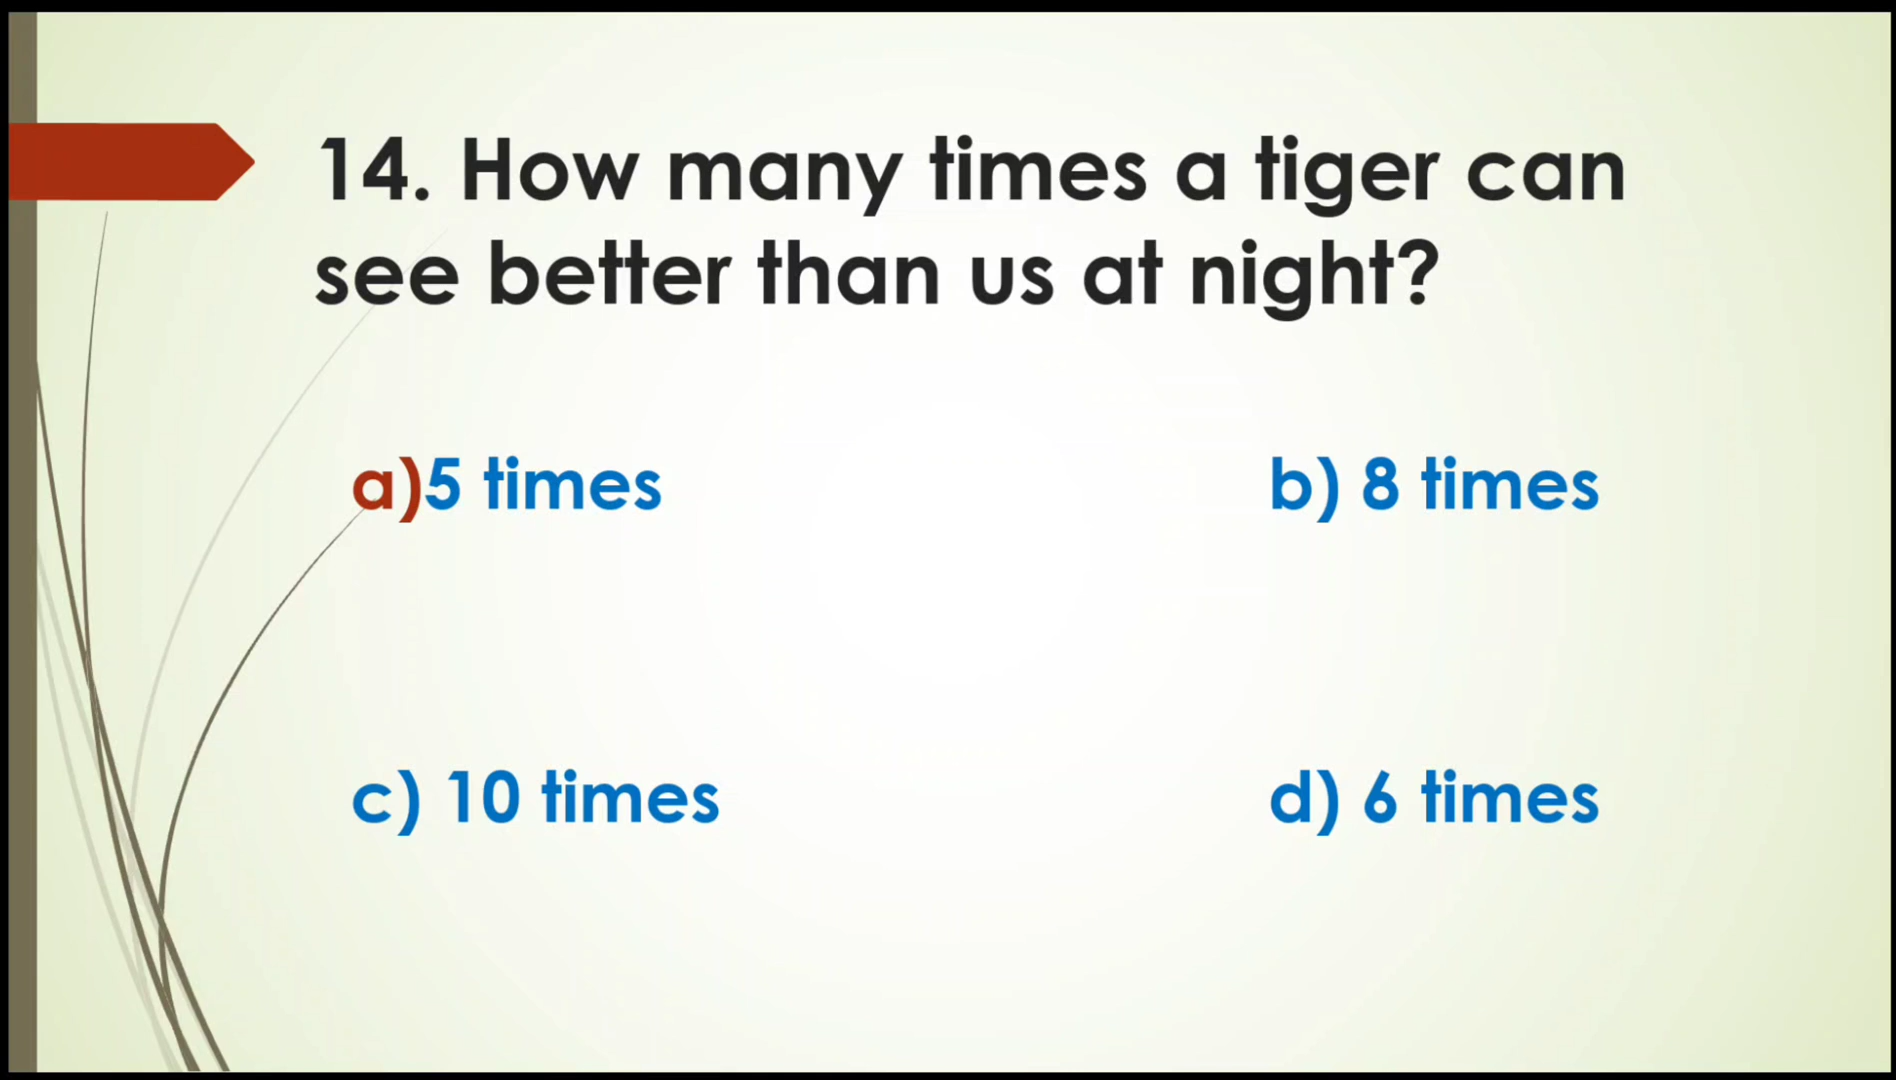 14. How many times a tiger can
see better than us at night?
a)5 times
b) 8 times
c) 10 times
d) 6 times